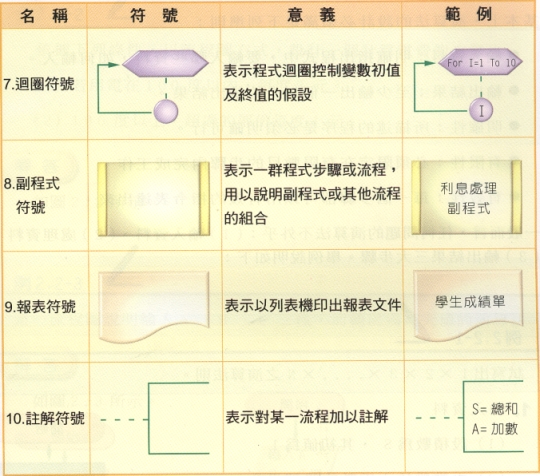 名 稱 符 號 意 義 範 例
7.迴圈符號
表示程式迴圈控制變數初值
及終值的假設
For I=1 To 10
I
8.副程式
符號
表示一群程式步驟或流程，
用以說明副程式或其他流程
的組合
利息處理
副程式
9.報表符號
表示以列表機印出報表文件
學生成績單
10.註解符號
表示對某一流程加以註解
S= 總和
A= 加數